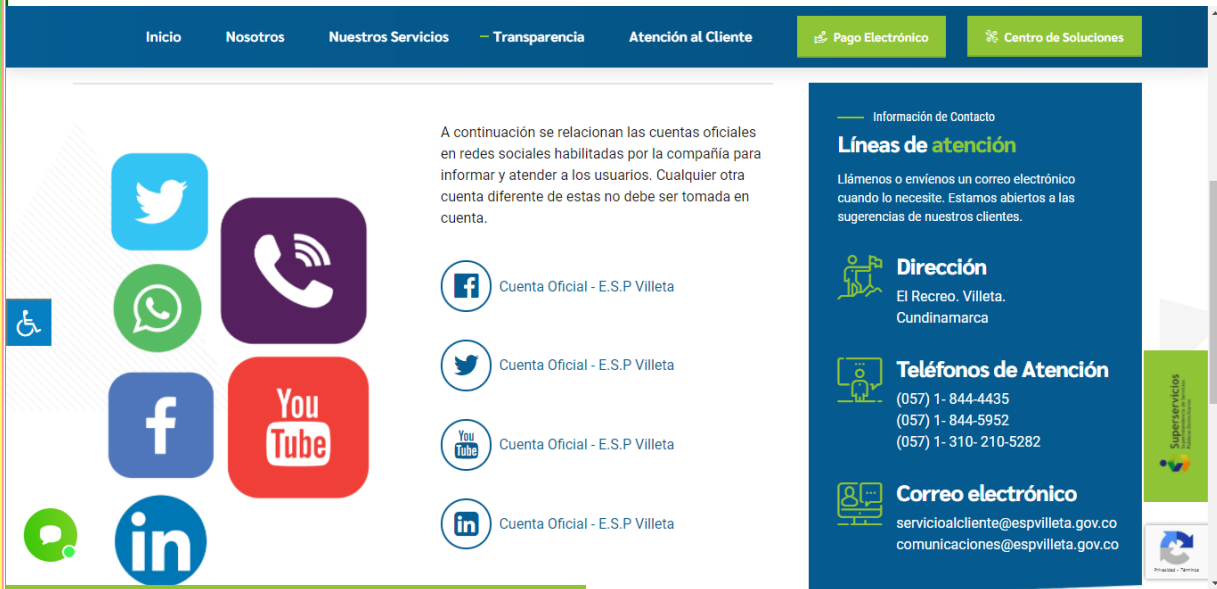 Inicio
Nosotros
Nuestros Servicios
Transparencia
Atención al Cliente
Pago Electrónico
Centro de Soluciones
A continuación se relacionan las cuentas oficiales
en redes sociales habilitadas por la compañía para
informar y atender a los usuarios. Cualquier otra
cuenta diferente de estas no debe ser tomada en
cuenta.
You
Tube
f
in
Cuenta Oficial - E.S.P Villeta
Cuenta Oficial - E.S.P Villeta
You
Tube
Cuenta Oficial - E.S.P Villeta
in
Cuenta Oficial - E.S.P Villeta
Información de Contacto
Líneas de atención
Llámenos o envíenos un correo electrónico
cuando lo necesite. Estamos abiertos a las
sugerencias de nuestros clientes.
Dirección
El Recreo. Villeta.
Cundinamarca
Teléfonos de Atención
(057) 1- 844-4435
(057) 1- 844-5952
(057) 1- 310- 210-5282
Correo electrónico
servicioalcliente@espvilleta.gov.co
comunicaciones@espvilleta.gov.co
Superservicios
Privacidad - Términos